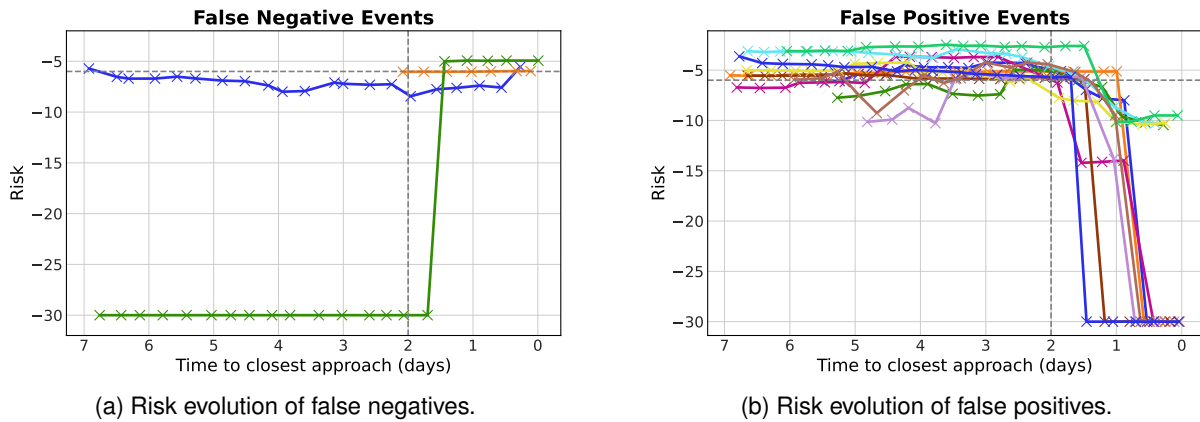 False Negative Events
−5
−10
−15
−20
−25
−30
Risk
7 6 5 4 3 2 1 0
Time to closest approach (days)
(a) Risk evolution of false negatives.
False Positive Events
−5
−10
−15
−20
−25
−30
Risk
7 6 5 4 3 2 1 0
Time to closest approach (days)
(b) Risk evolution of false positives.